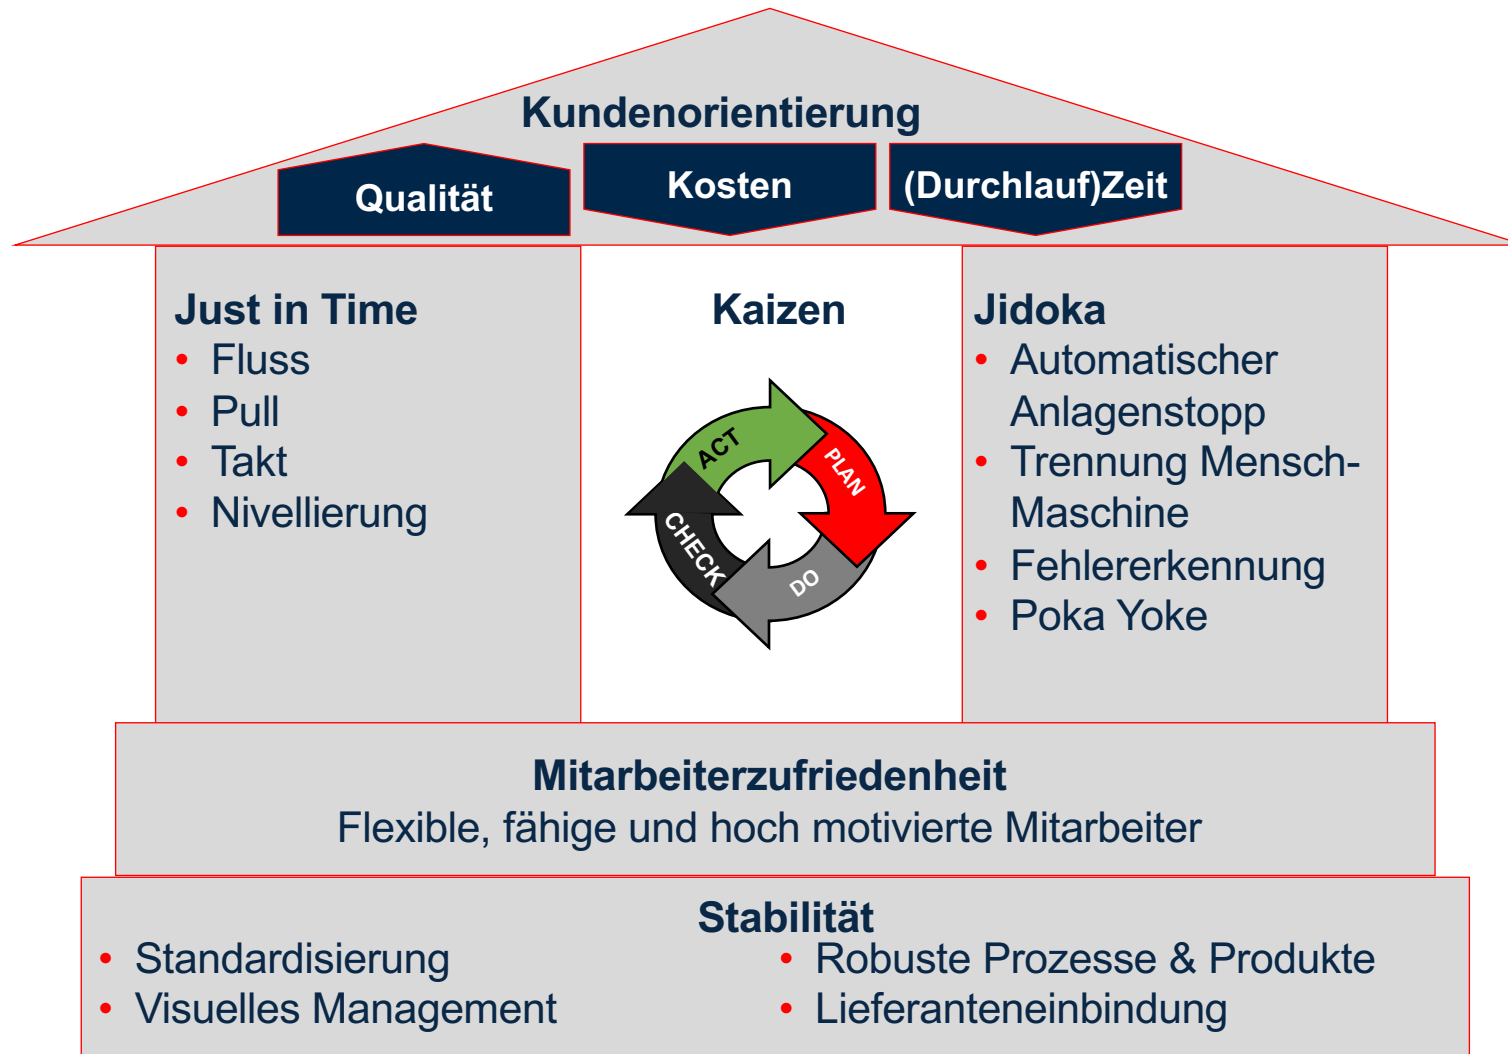 Kundenorientierung
Qualität
Kosten
(Durchlauf)Zeit
Just in Time
• Fluss
• Pull
• Takt
• Nivellierung
Kaizen
ACT
PLAN
CHECK
DO
Jidoka
• Automatischer
Anlagenstopp
• Trennung Mensch-
Maschine
• Fehlererkennung
• Poka Yoke
Mitarbeiterzufriedenheit
Flexible, fähige und hoch motivierte Mitarbeiter
Stabilität
• Standardisierung
• Visuelles Management
• Robuste Prozesse & Produkte
• Lieferanteneinbindung